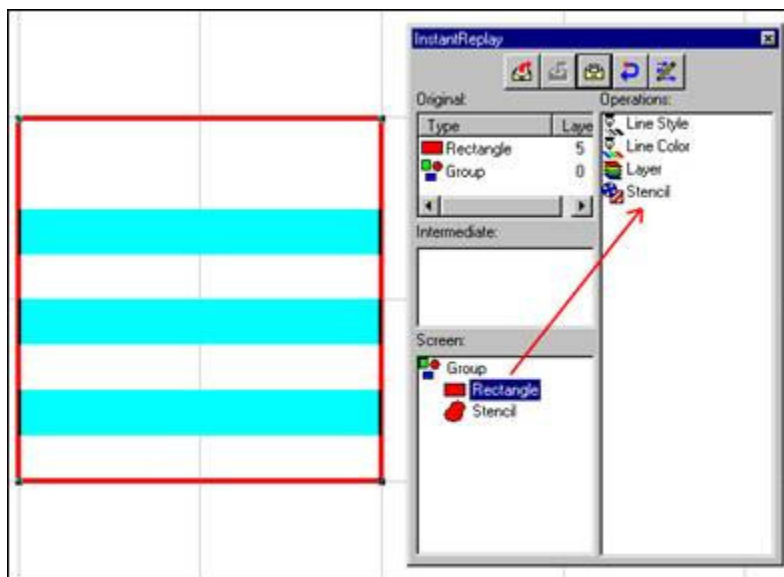 InstantReplay
Original:
Operations:
Type Laye
Rectangle 5
Group 0
Line Style
Line Color
Layer
Stencil
Intermediate:
Screen:
Group
Rectangle
Stencil